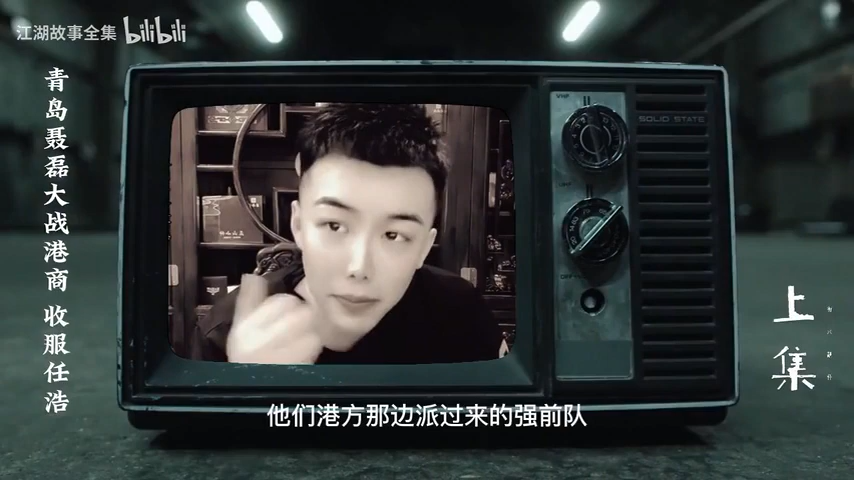 江湖故事全集 bilibili
青岛聂磊大战港商 收服任浩
SOLID STATE
上集
他们港方那边派过来的强前队